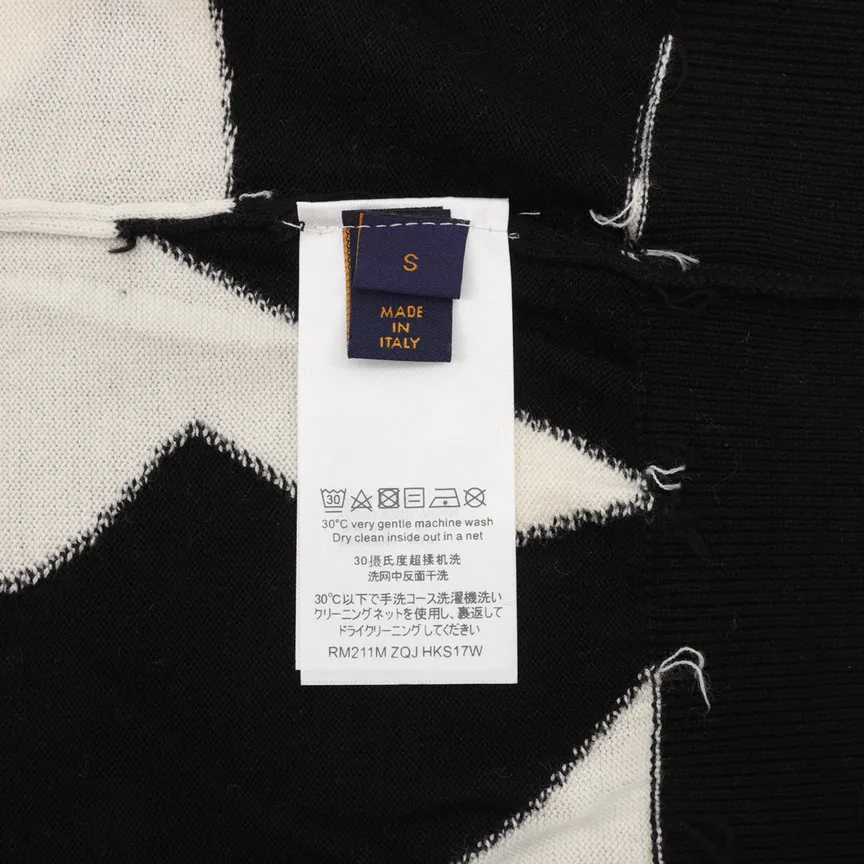 S
MADE
IN
ITALY
30
30°C very gentle machine wash
Dry clean inside out in a net
30摄氏度超揉机洗
洗网中反面干洗
30℃以下で手洗コース洗濯機洗い
クリーニングネットを使用し、裏返して
ドライクリーニングしてください
RM211M ZQJ HKS17W